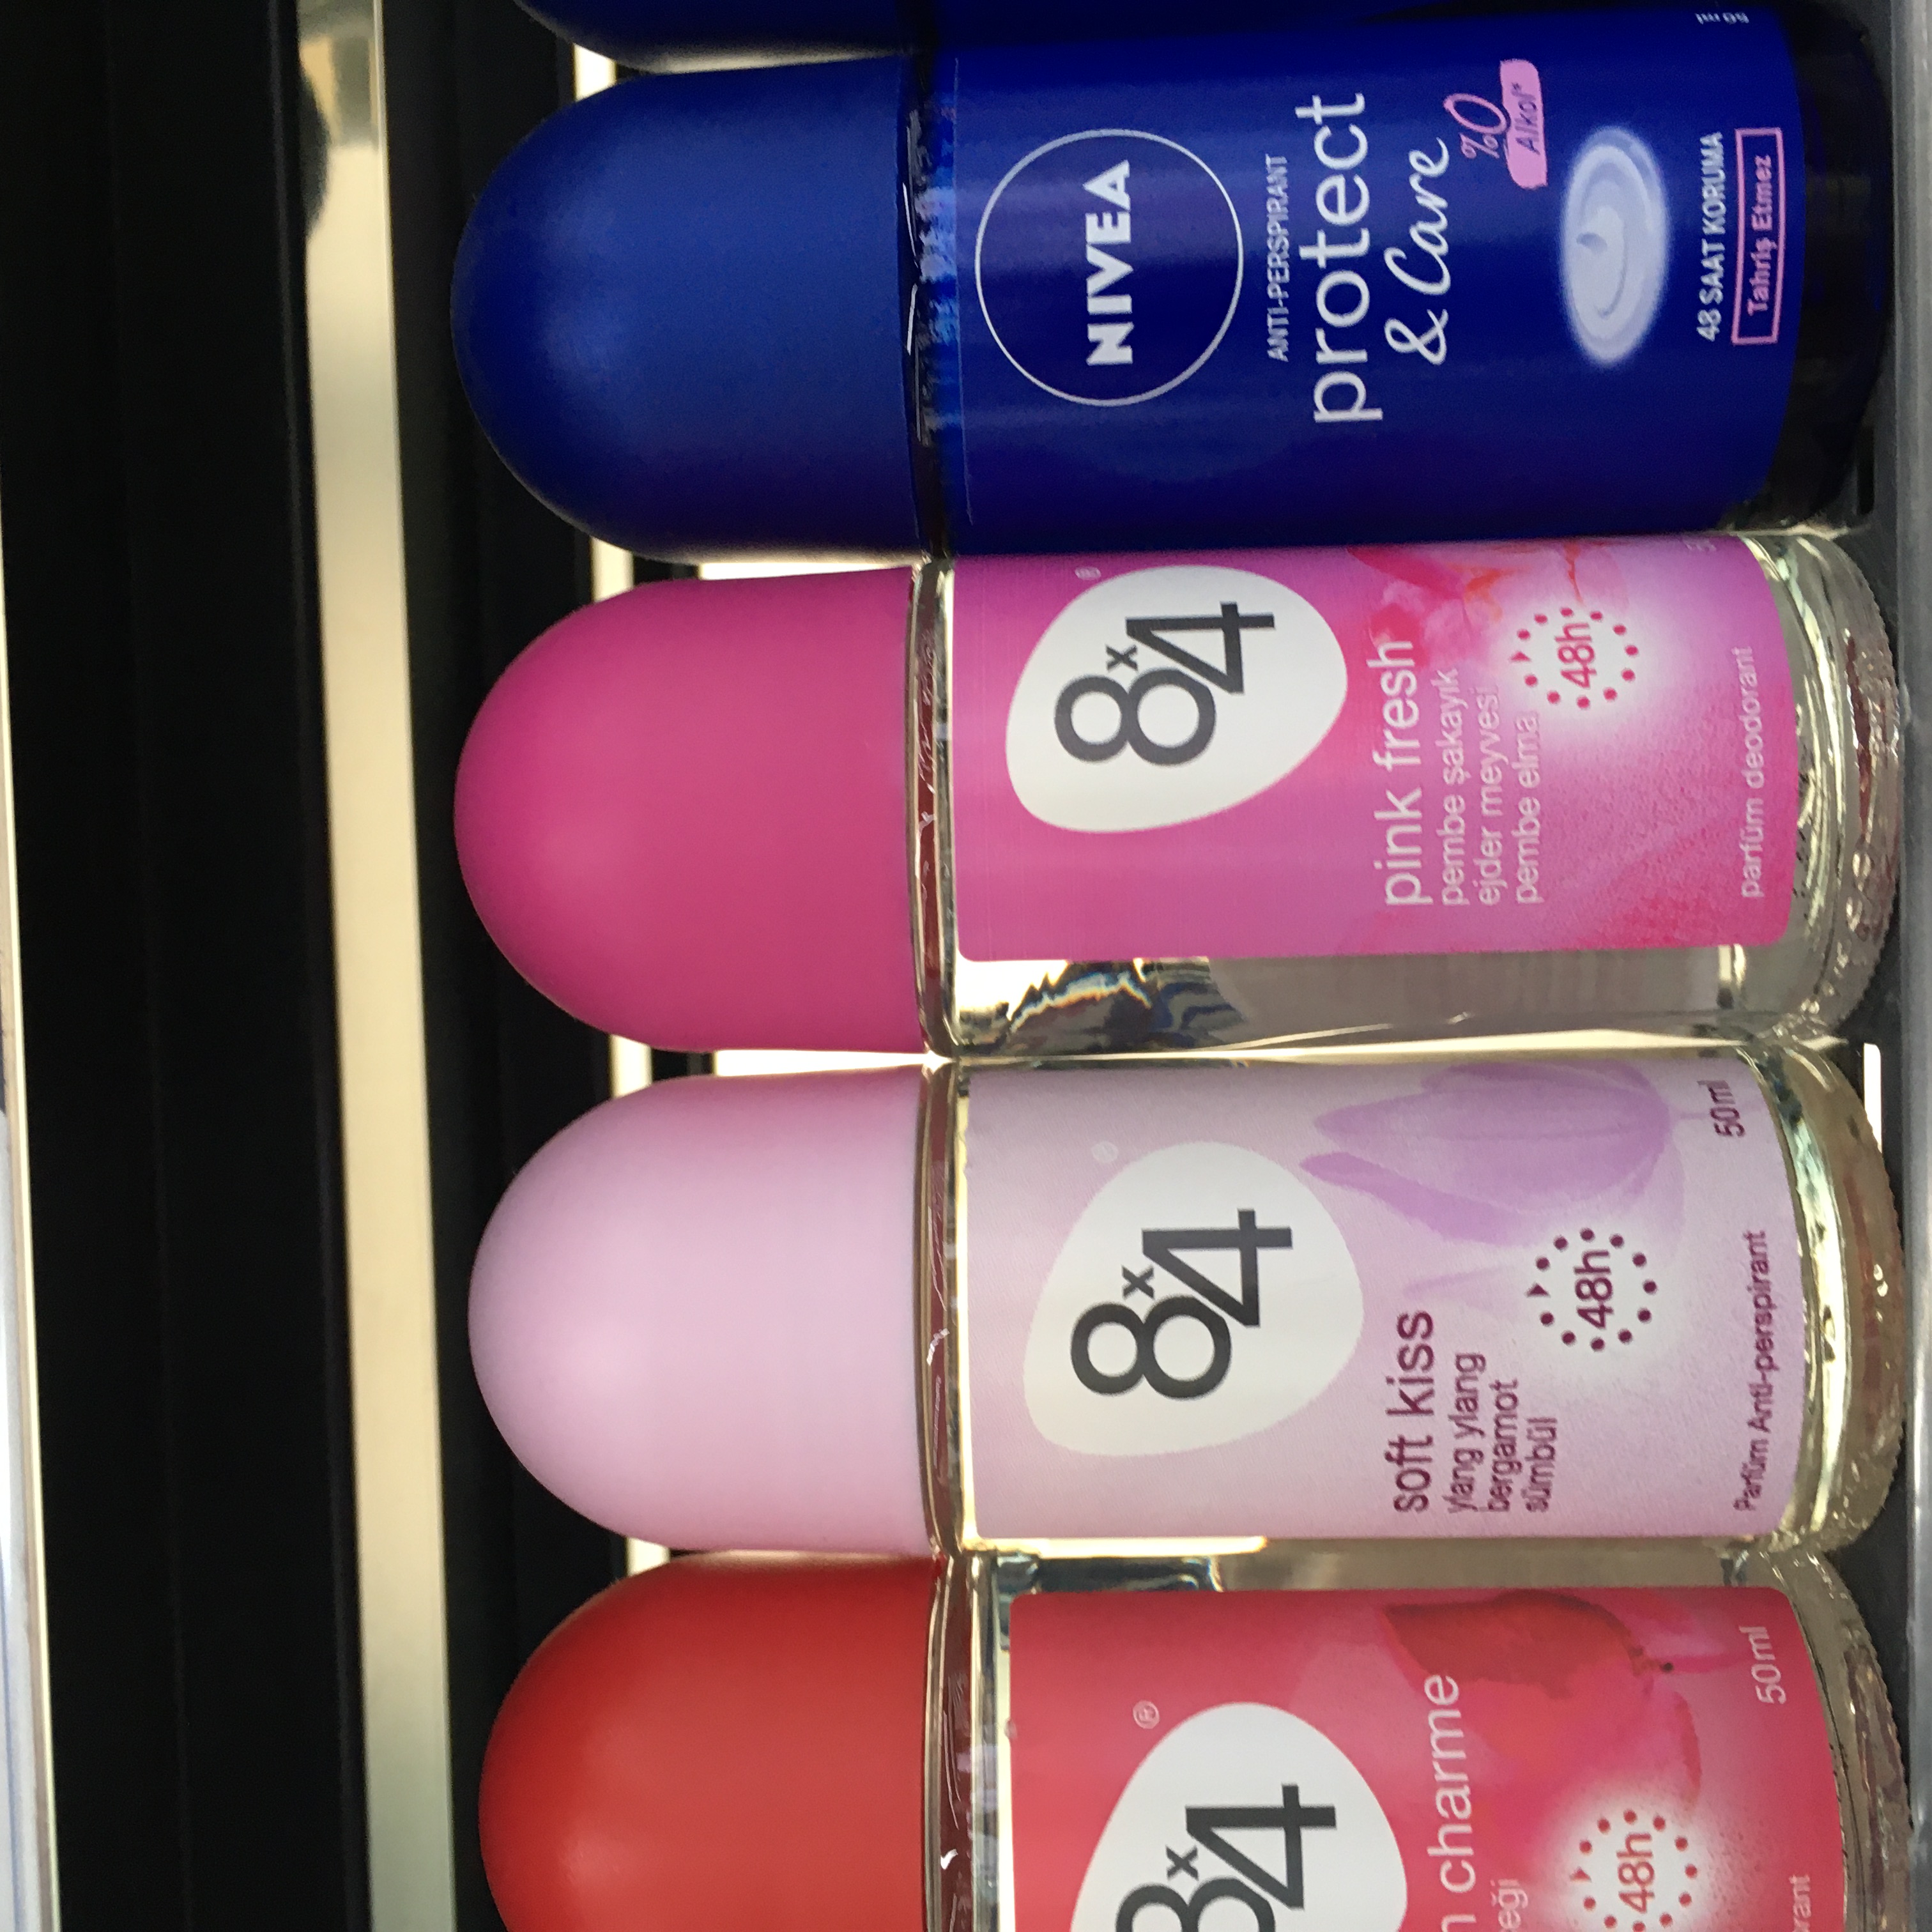 8x4
®
charme
48h
50ml
8x4
®
soft kiss
ylang ylang
bergamot
sümbül
48h
50ml
Parfüm Anti-perspirant
8x4
®
pink fresh
pembe şakayık
ejder meyvesi
pembe elma
48h
parfüm deodorant
NIVEA
ANTI-PERSPIRANT
protect
& Care
%0
Alkol*
48 SAAT KORUMA
Tahriş Etmez
50 ml